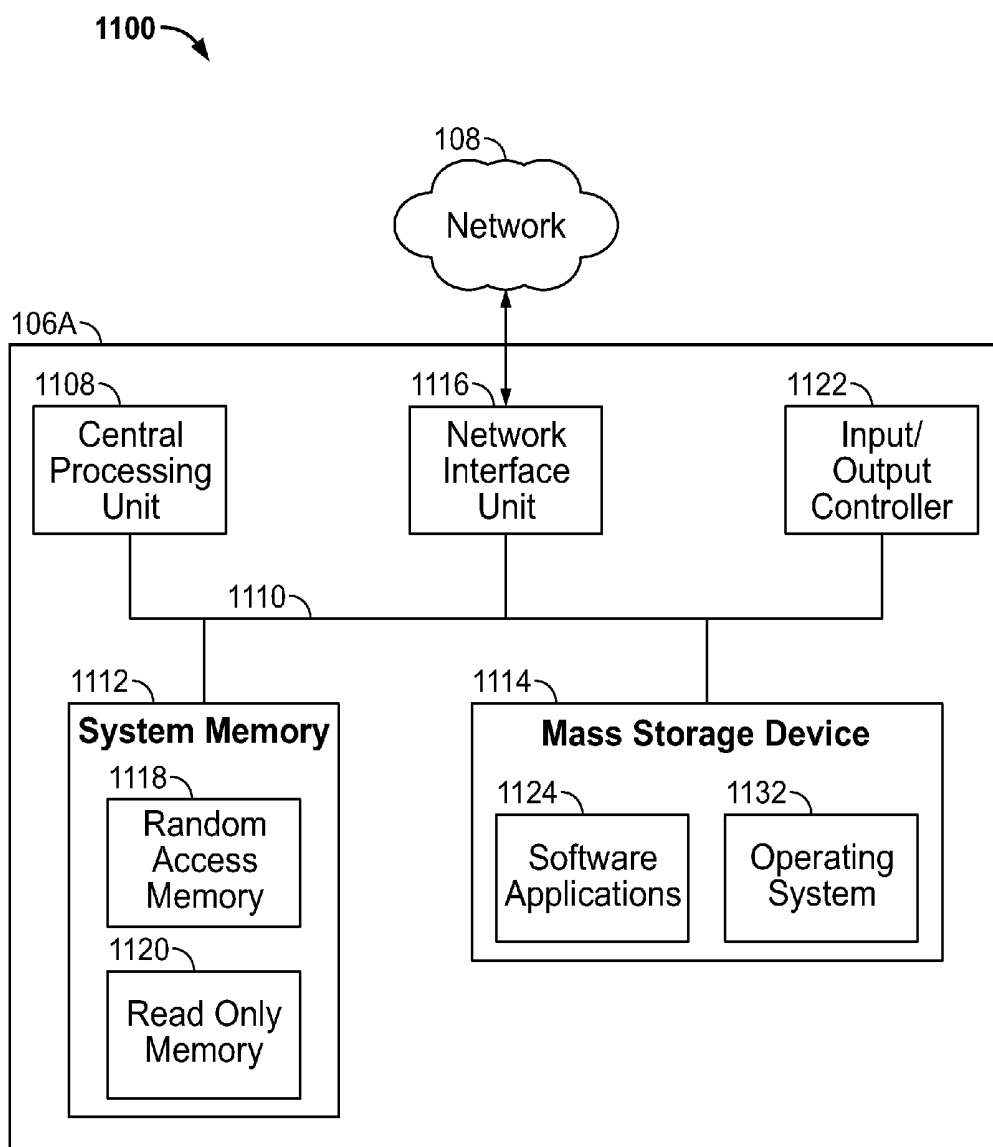 1100
108
Network
106A
1108
Central
Processing
Unit
1116
Network
Interface
Unit
1122
Input/
Output
Controller
1110
1112
System Memory
1118
Random
Access
Memory
1120
Read Only
Memory
1114
Mass Storage Device
1124
Software
Applications
1132
Operating
System